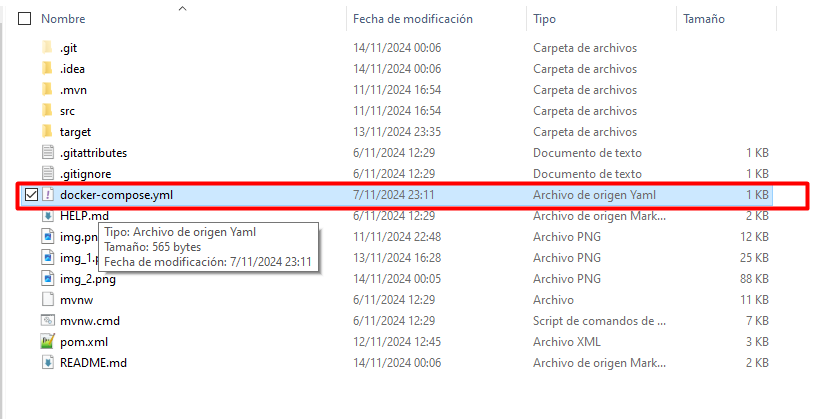 Nombre Fecha de modificación Tipo Tamaño
.git 14/11/2024 00:06 Carpeta de archivos
.idea 14/11/2024 00:06 Carpeta de archivos
.mvn 11/11/2024 16:54 Carpeta de archivos
src 11/11/2024 16:54 Carpeta de archivos
target 13/11/2024 23:35 Carpeta de archivos
.gitattributes 6/11/2024 12:29 Documento de texto 1 KB
.gitignore 6/11/2024 12:29 Documento de texto 1 KB
docker-compose.yml 7/11/2024 23:11 Archivo de origen Yaml 1 KB
HELP.md 6/11/2024 12:29 Archivo de origen Mark... 2 KB
Tipo: Archivo de origen Yaml
img.pn 11/11/2024 22:48 Archivo PNG 12 KB
Tamaño: 565 bytes
img_1.p 13/11/2024 16:28 Archivo PNG 25 KB
Fecha de modificación: 7/11/2024 23:11
img_2.png 14/11/2024 00:05 Archivo PNG 88 KB
mvnw 6/11/2024 12:29 Archivo 11 KB
mvnw.cmd 6/11/2024 12:29 Script de comandos de ... 7 KB
pom.xml 12/11/2024 12:45 Archivo XML 3 KB
README.md 14/11/2024 00:06 Archivo de origen Mark... 2 KB